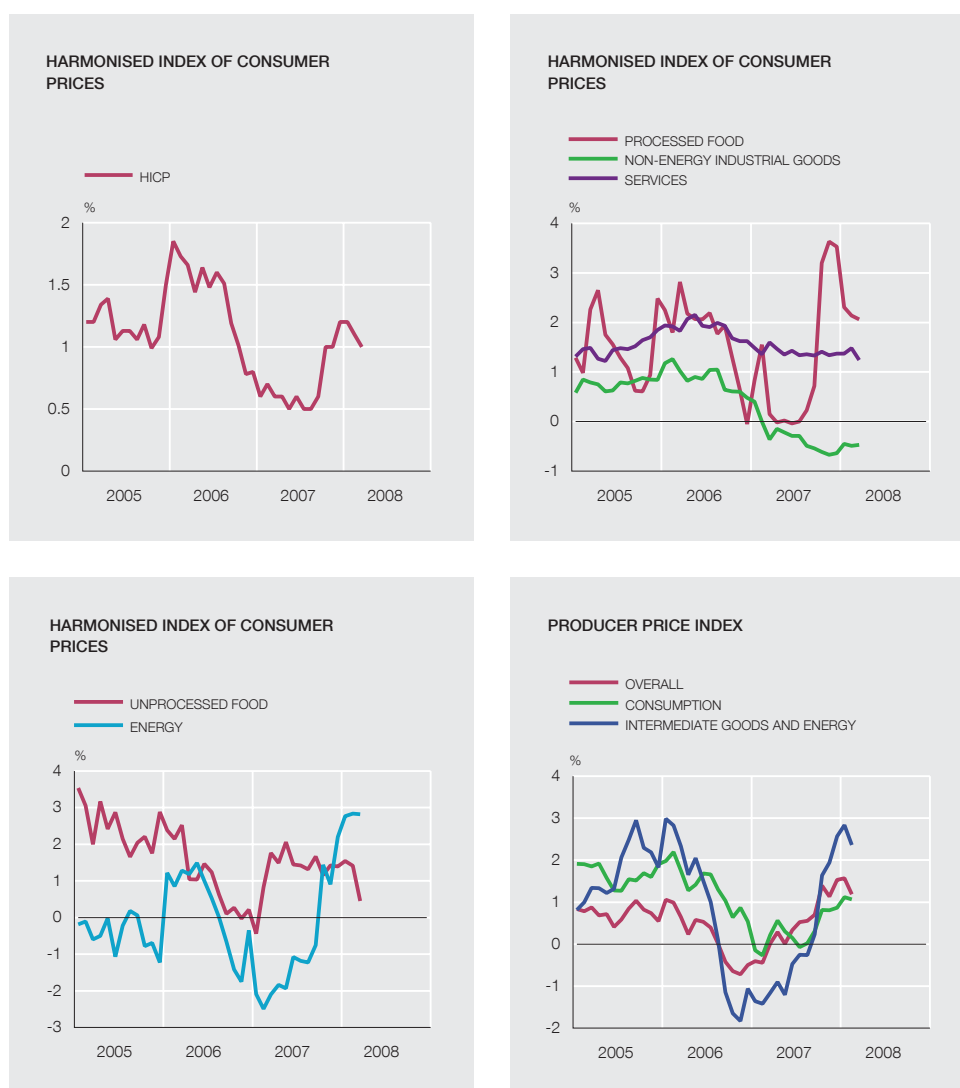 HARMONISED INDEX OF CONSUMER
PRICES
HICP
%
2
1.5
1
0.5
0
2005 2006 2007 2008
HARMONISED INDEX OF CONSUMER
PRICES
PROCESSED FOOD
NON-ENERGY INDUSTRIAL GOODS
SERVICES
%
4
3
2
1
0
-1
2005 2006 2007 2008
HARMONISED INDEX OF CONSUMER
PRICES
UNPROCESSED FOOD
ENERGY
%
4
3
2
1
0
-1
-2
-3
2005 2006 2007 2008
PRODUCER PRICE INDEX
OVERALL
CONSUMPTION
INTERMEDIATE GOODS AND ENERGY
%
4
3
2
1
0
-1
-2
2005 2006 2007 2008